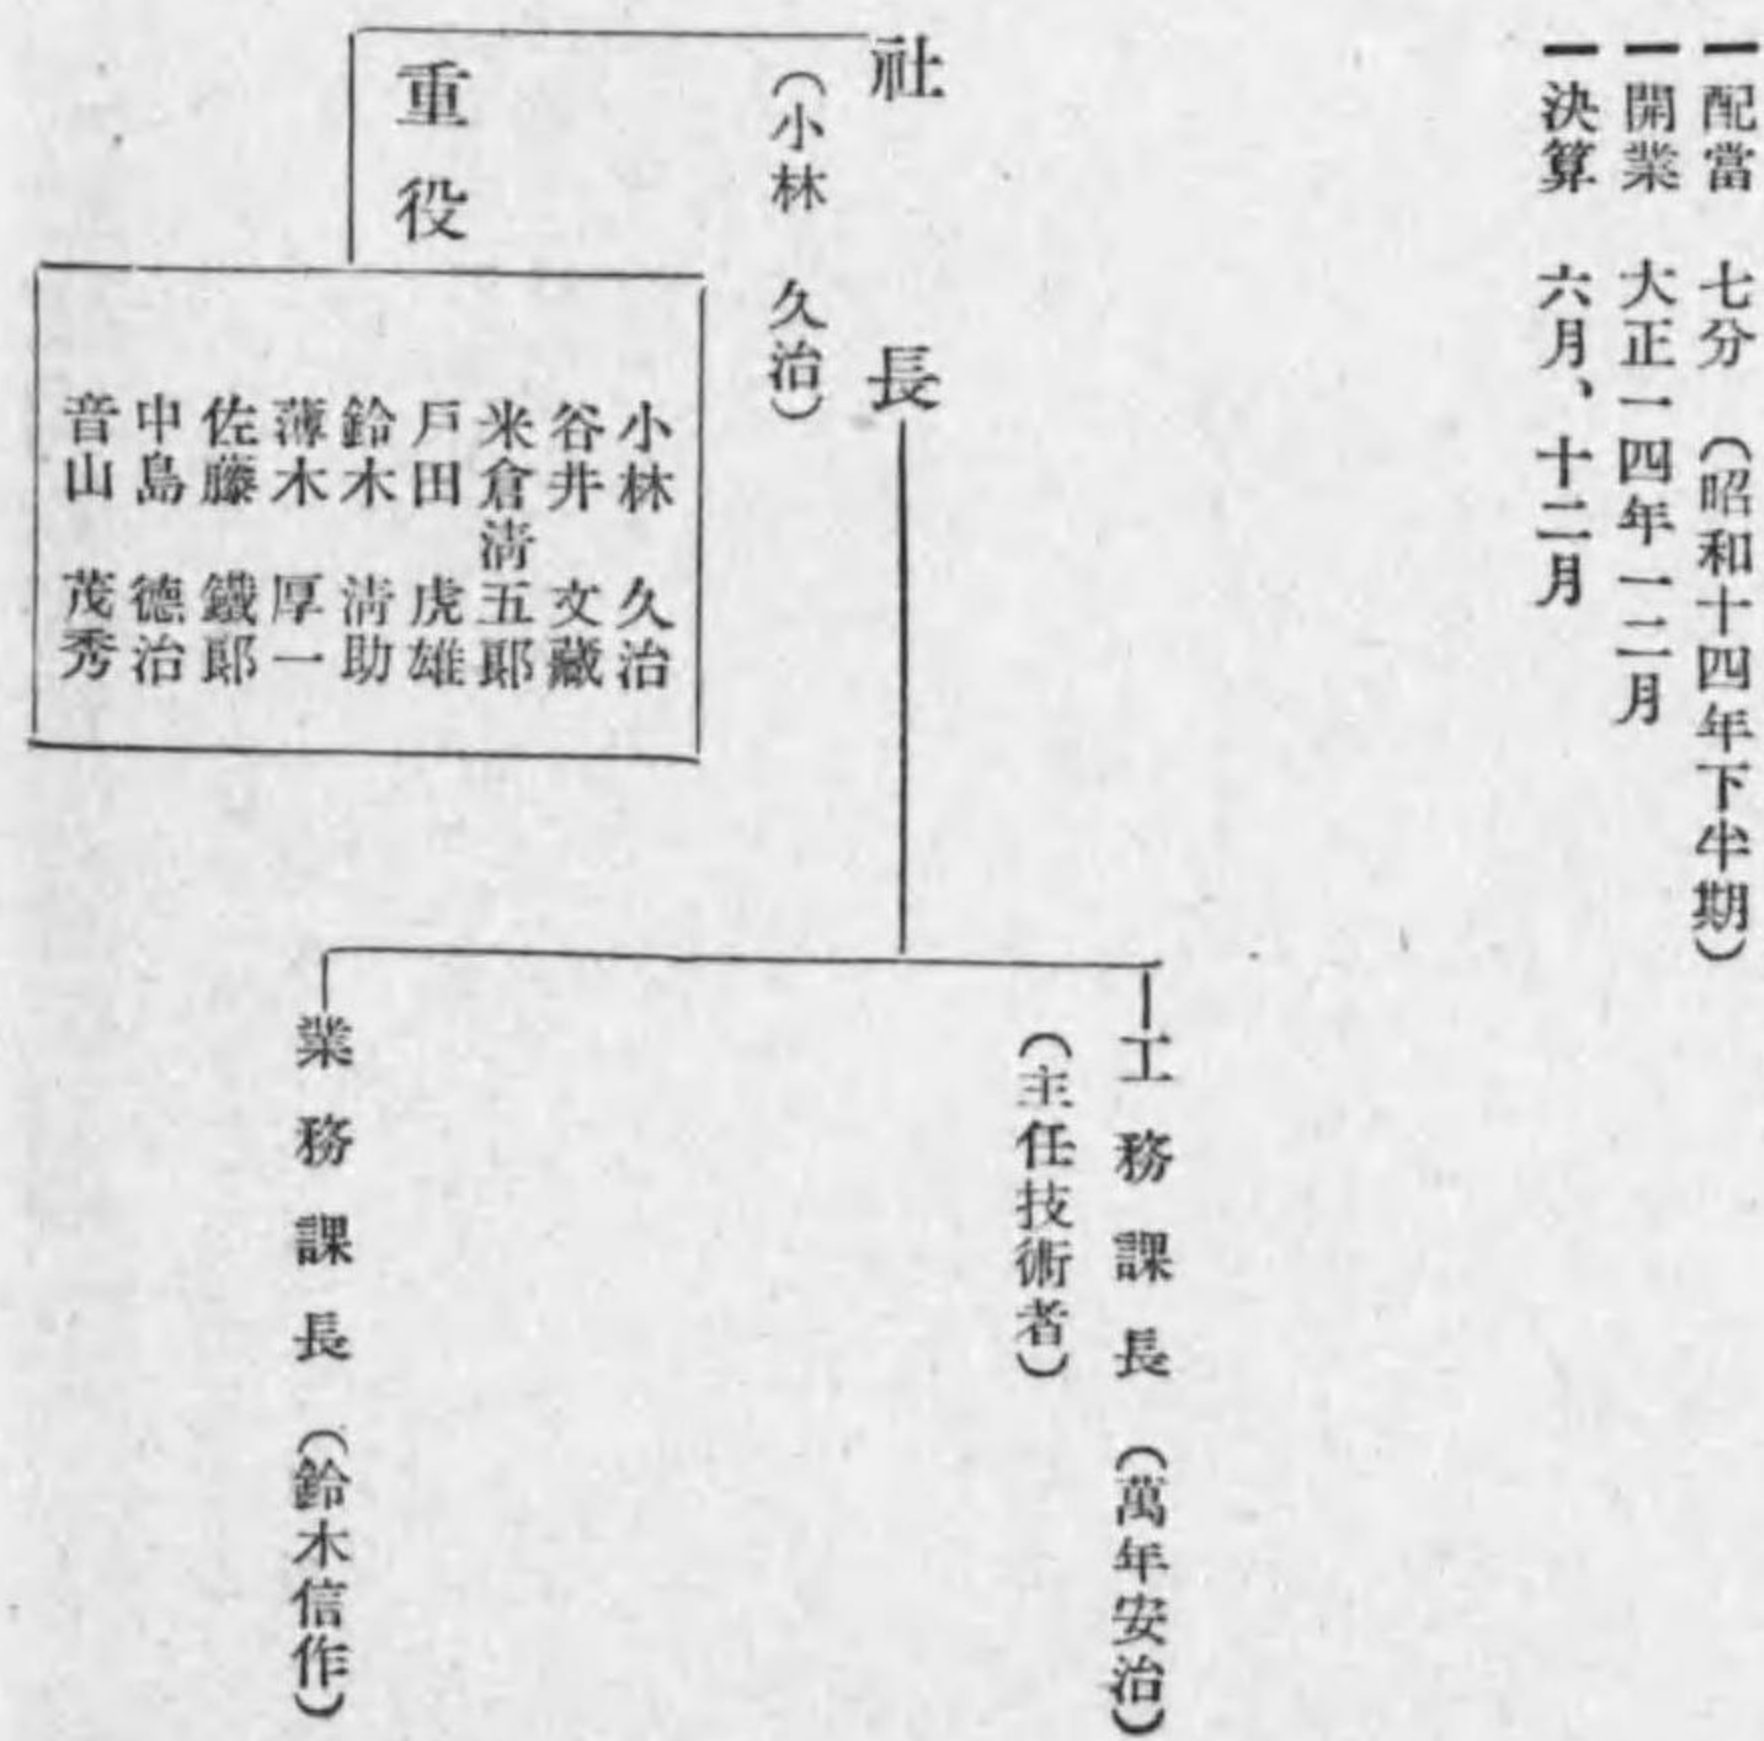 一 配當 七分 (昭和十四年下半期)
一 開業 大正一四年一二月
一 決算 六月、十二月
社長
(小林 久治)
重役
小林 久治
谷井 文藏
米倉清五郎
戸田 虎雄
鈴木 清助
薄木 厚一
佐藤 鐵郎
中島 德治
音山 茂秀
工務課長 (萬年安治)
(主任技術者)
業務課長 (鈴木信作)